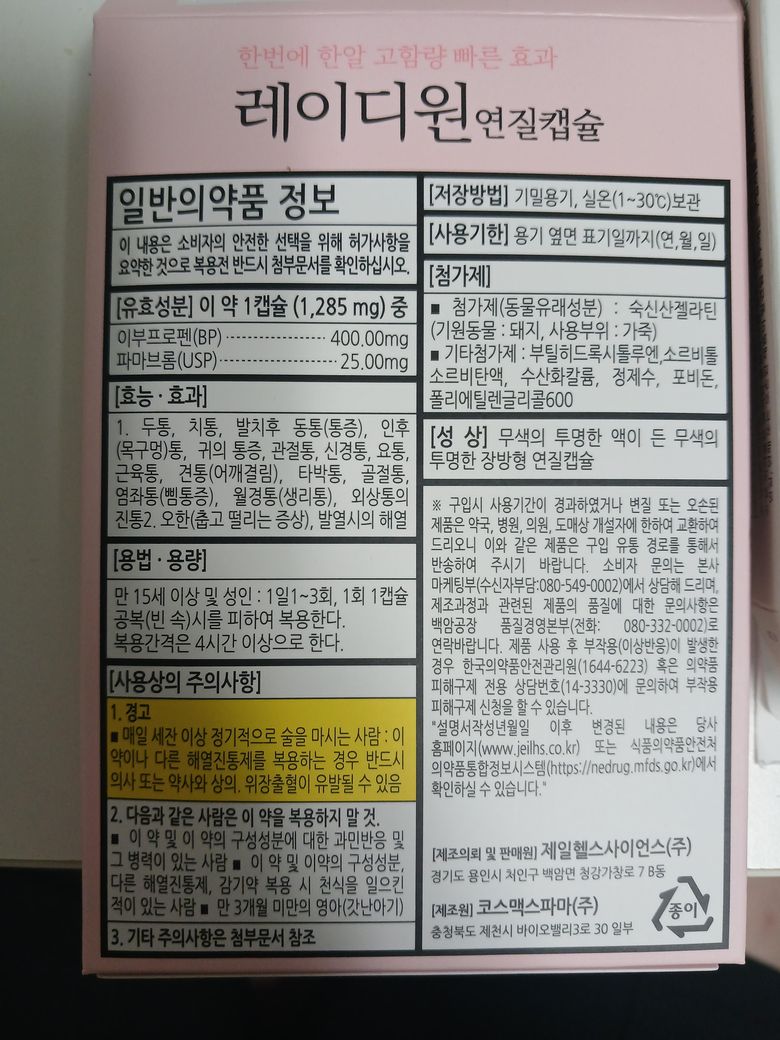 한번에 한알 고함량 빠른 효과
레이디원 연질캡슐
일반의약품 정보
이 내용은 소비자의 안전한 선택을 위해 허가사항을
요약한 것으로 복용전 반드시 첨부문서를 확인하십시오.
[유효성분] 이 약 1캡슐 (1,285 mg) 중
이부프로펜(BP) 400.00mg
파마브롬(USP) 25.00mg
[효능 · 효과]
1. 두통, 치통, 발치후 동통(통증), 인후
(목구멍)통, 귀의 통증, 관절통, 신경통, 요통,
근육통, 견통(어깨결림), 타박통, 골절통,
염좌통(삠통증), 월경통(생리통), 외상통의
진통2. 오한(춥고 떨리는 증상), 발열시의 해열
[용법 · 용량]
만 15세 이상 및 성인 : 1일1~3회, 1회 1캡슐
공복(빈 속)시를 피하여 복용한다.
복용간격은 4시간 이상으로 한다.
[사용상의 주의사항]
1. 경고
■ 매일 세잔 이상 정기적으로 술을 마시는 사람 : 이
약이나 다른 해열진통제를 복용하는 경우 반드시
의사 또는 약사와 상의. 위장출혈이 유발될 수 있음
2. 다음과 같은 사람은 이 약을 복용하지 말 것.
■ 이 약 및 이 약의 구성성분에 대한 과민반응 및
그 병력이 있는 사람 ■ 이 약 및 이약의 구성성분,
다른 해열진통제, 감기약 복용 시 천식을 일으킨
적이 있는 사람 ■ 만 3개월 미만의 영아(갓난아기)
3. 기타 주의사항은 첨부문서 참조
[저장방법] 기밀용기, 실온(1~30℃)보관
[사용기한] 용기 옆면 표기일까지(연,월,일)
[첨가제]
■ 첨가제(동물유래성분) : 숙신산젤라틴
(기원동물 : 돼지, 사용부위 : 가죽)
■ 기타첨가제 : 부틸히드록시톨루엔,소르비톨
소르비탄액, 수산화칼륨, 정제수, 포비돈,
폴리에틸렌글리콜600
[성 상] 무색의 투명한 액이 든 무색의
투명한 장방형 연질캡슐
※ 구입시 사용기간이 경과하였거나 변질 또는 오손된
제품은 약국, 병원, 의원, 도매상 개설자에 한하여 교환하여
드리오니 이와 같은 제품은 구입 유통 경로를 통해서
반송하여 주시기 바랍니다. 소비자 문의는 본사
마케팅부(수신자부담:080-549-0002)에서 상담해 드리며,
제조과정과 관련된 제품의 품질에 대한 문의사항은
백암공장 품질경영본부(전화: 080-332-0002)로
연락바랍니다. 제품 사용 후 부작용(이상반응)이 발생한
경우 한국의약품안전관리원(1644-6223) 혹은 의약품
피해구제 전용 상담번호(14-3330)에 문의하여 부작용
피해구제 신청을 할 수 있습니다.
"설명서작성년월일 이후 변경된 내용은 당사
홈페이지(www.jeilhs.co.kr) 또는 식품의약품안전처
의약품통합정보시스템(https://nedrug.mfds.go.kr)에서
확인하실 수 있습니다."
[제조의뢰 및 판매원] 제일헬스사이언스(주)
경기도 용인시 처인구 백암면 청강가창로 7 B동
[제조원] 코스맥스파마(주)
충청북도 제천시 바이오밸리3로 30 일부
종이